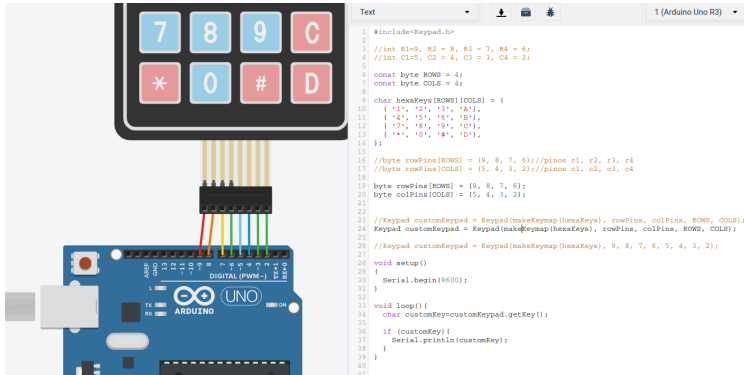 Text
1 (Arduino Uno R3)
7 8 9 C
* 0 # D
1 #include<Keypad.h>
2
3 //int R1=9, R2 = 8, R3 = 7, R4 = 6;
4 //int C1=5, C2 = 4, C3 = 3, C4 = 2;
5
6 const byte ROWS = 4;
7 const byte COLS = 4;
8
9 char hexaKeys[ROWS][COLS] = {
10 { '1', '2', '3', 'A'},
11 { '4', '5', '6', 'B'},
12 { '7', '8', '9', 'C'},
13 { '*', '0', '#', 'D'},
14 };
15
16 //byte rowPins[ROWS] = {9, 8, 7, 6};//pinos r1, r2, r3, r4
17 //byte rowPins[COLS] = {5, 4, 3, 2};//pinos c1, c2, c3, c4
18
19 byte rowPins[ROWS] = {9, 8, 7, 6};
20 byte colPins[COLS] = {5, 4, 3, 2};
21
22
23 //Keypad customKeypad = Keypad(makeKeymap(hexaKeys), rowPins, colPins, ROWS, COLS);
24 Keypad customKeypad = Keypad(makeKeymap(hexaKeys), rowPins, colPins, ROWS, COLS);
25
26 //Keypad customKeypad = Keypad(makeKeymap(hexaKeys), 9, 8, 7, 6, 5, 4, 3, 2);
27
28 void setup()
29 {
30 Serial.begin(9600);
31 }
32
33 void loop(){
34 char customKey=customKeypad.getKey();
35
36 if (customKey){
37 Serial.println(customKey);
38 }
39 }
40
41
AREF
GND
13
12
~11
~10
~9
8
7
~6
~5
4
~3
2
TX→1
RX←0
DIGITAL (PWM~)
L
TX
RX
ARDUINO
UNO
ON